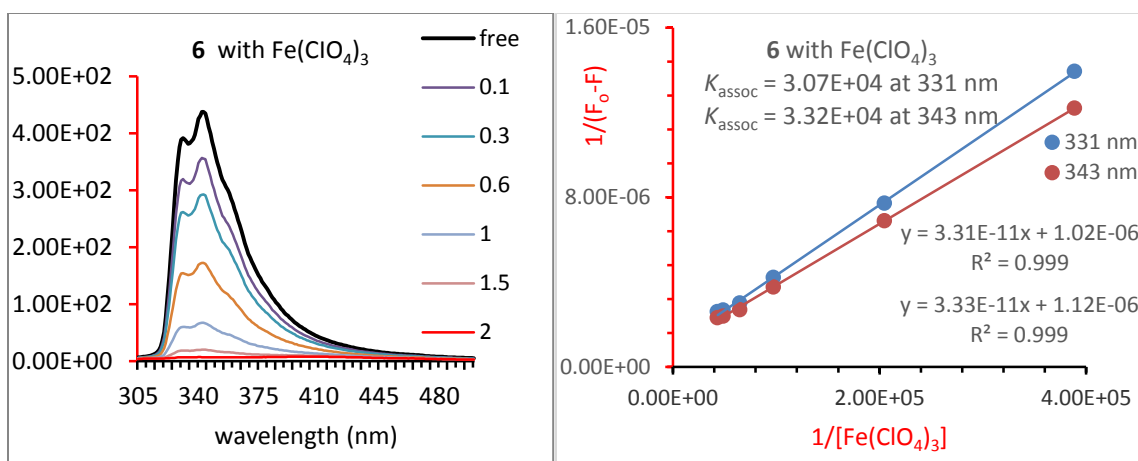 6 with Fe(ClO4)3
5.00E+02
4.00E+02
3.00E+02
2.00E+02
1.00E+02
0.00E+00
305 340 375 410 445 480
wavelength (nm)
free
0.1
0.3
0.6
1
1.5
2
1.60E-05
8.00E-06
0.00E+00
1/(Fo-F)
6 with Fe(ClO4)3
Kassoc = 3.07E+04 at 331 nm
Kassoc = 3.32E+04 at 343 nm
331 nm
343 nm
y = 3.31E-11x + 1.02E-06
R² = 0.999
y = 3.33E-11x + 1.12E-06
R² = 0.999
0.00E+00 2.00E+05 4.00E+05
1/[Fe(ClO4)3]